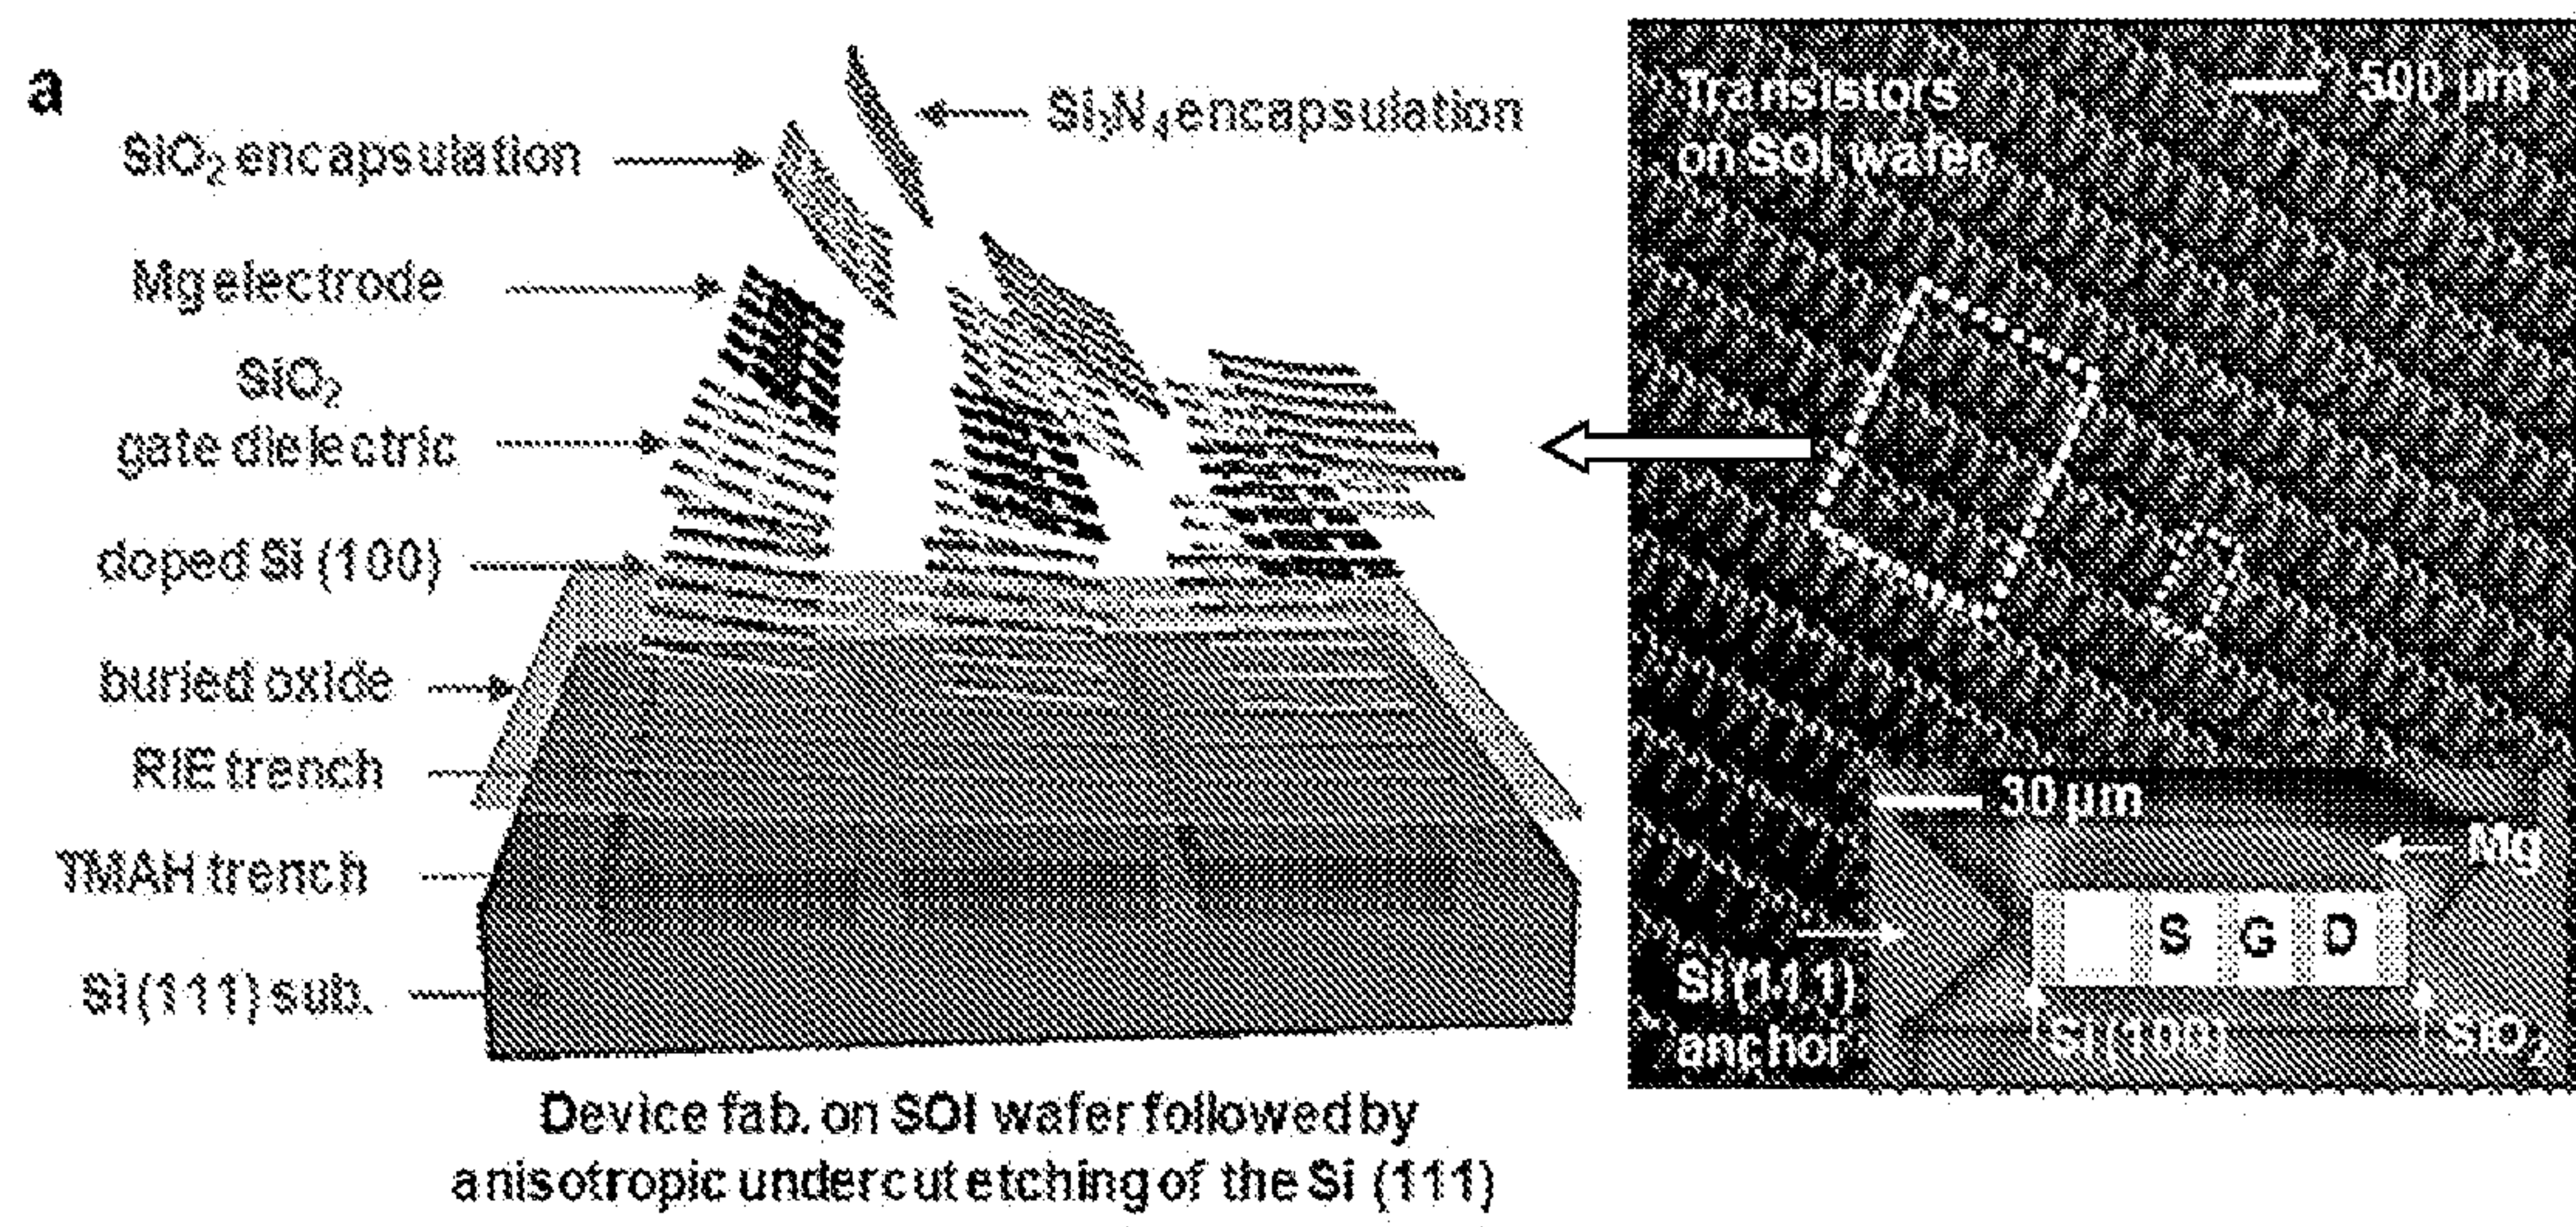 a
Si₃N₄ encapsulation
SiO₂ encapsulation
Mg electrode
SiO₂
gate dielectric
doped Si (100)
buried oxide
RIE trench
TMAH trench
Si (111) sub.
Device fab. on SOI wafer followed by
anisotropic undercut etching of the Si (111)
Transistors
on SOI wafer
500 µm
30 µm
Mg
S G D
Si (111)
anchor
Si (100)
SiO₂